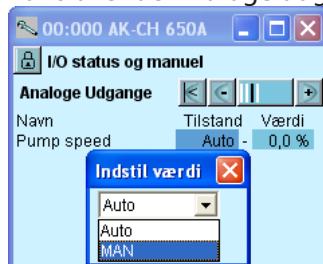 00:000 AK-CH 650A
I/O status og manuel
Analoge Udgange
Navn Tilstand Værdi
Pump speed Auto - 0,0 %
Indstil værdi
Auto
Auto
MAN